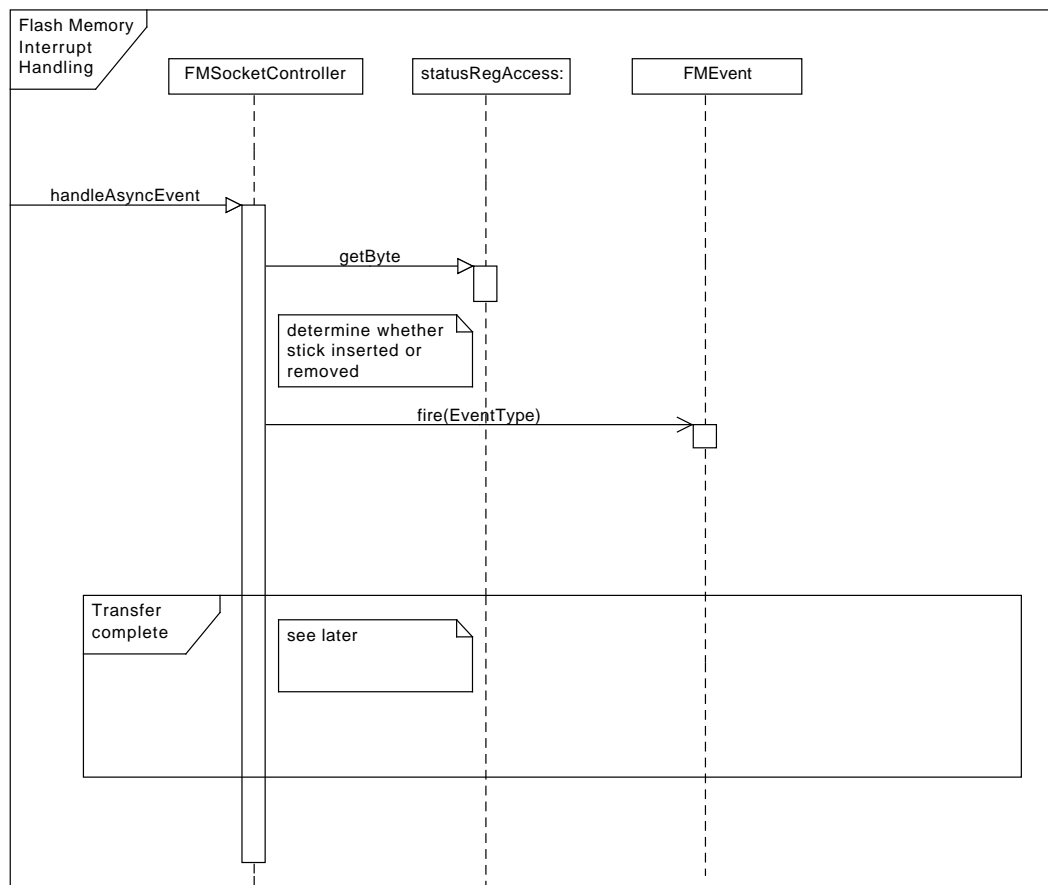 Flash Memory
Interrupt
Handling
FMSocketController
statusRegAccess:
FMEvent
handleAsyncEvent
getByte
determine whether
stick inserted or
removed
fire(EventType)
Transfer
complete
see later